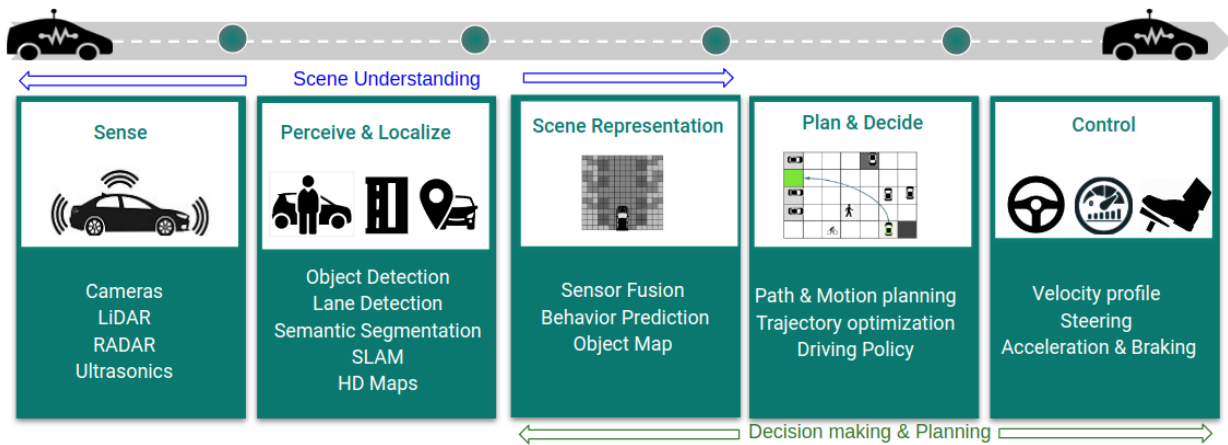 Scene Understanding
Sense
Cameras
LiDAR
RADAR
Ultrasonics
Perceive & Localize
Object Detection
Lane Detection
Semantic Segmentation
SLAM
HD Maps
Scene Representation
Sensor Fusion
Behavior Prediction
Object Map
Plan & Decide
Path & Motion planning
Trajectory optimization
Driving Policy
Control
Velocity profile
Steering
Acceleration & Braking
Decision making & Planning